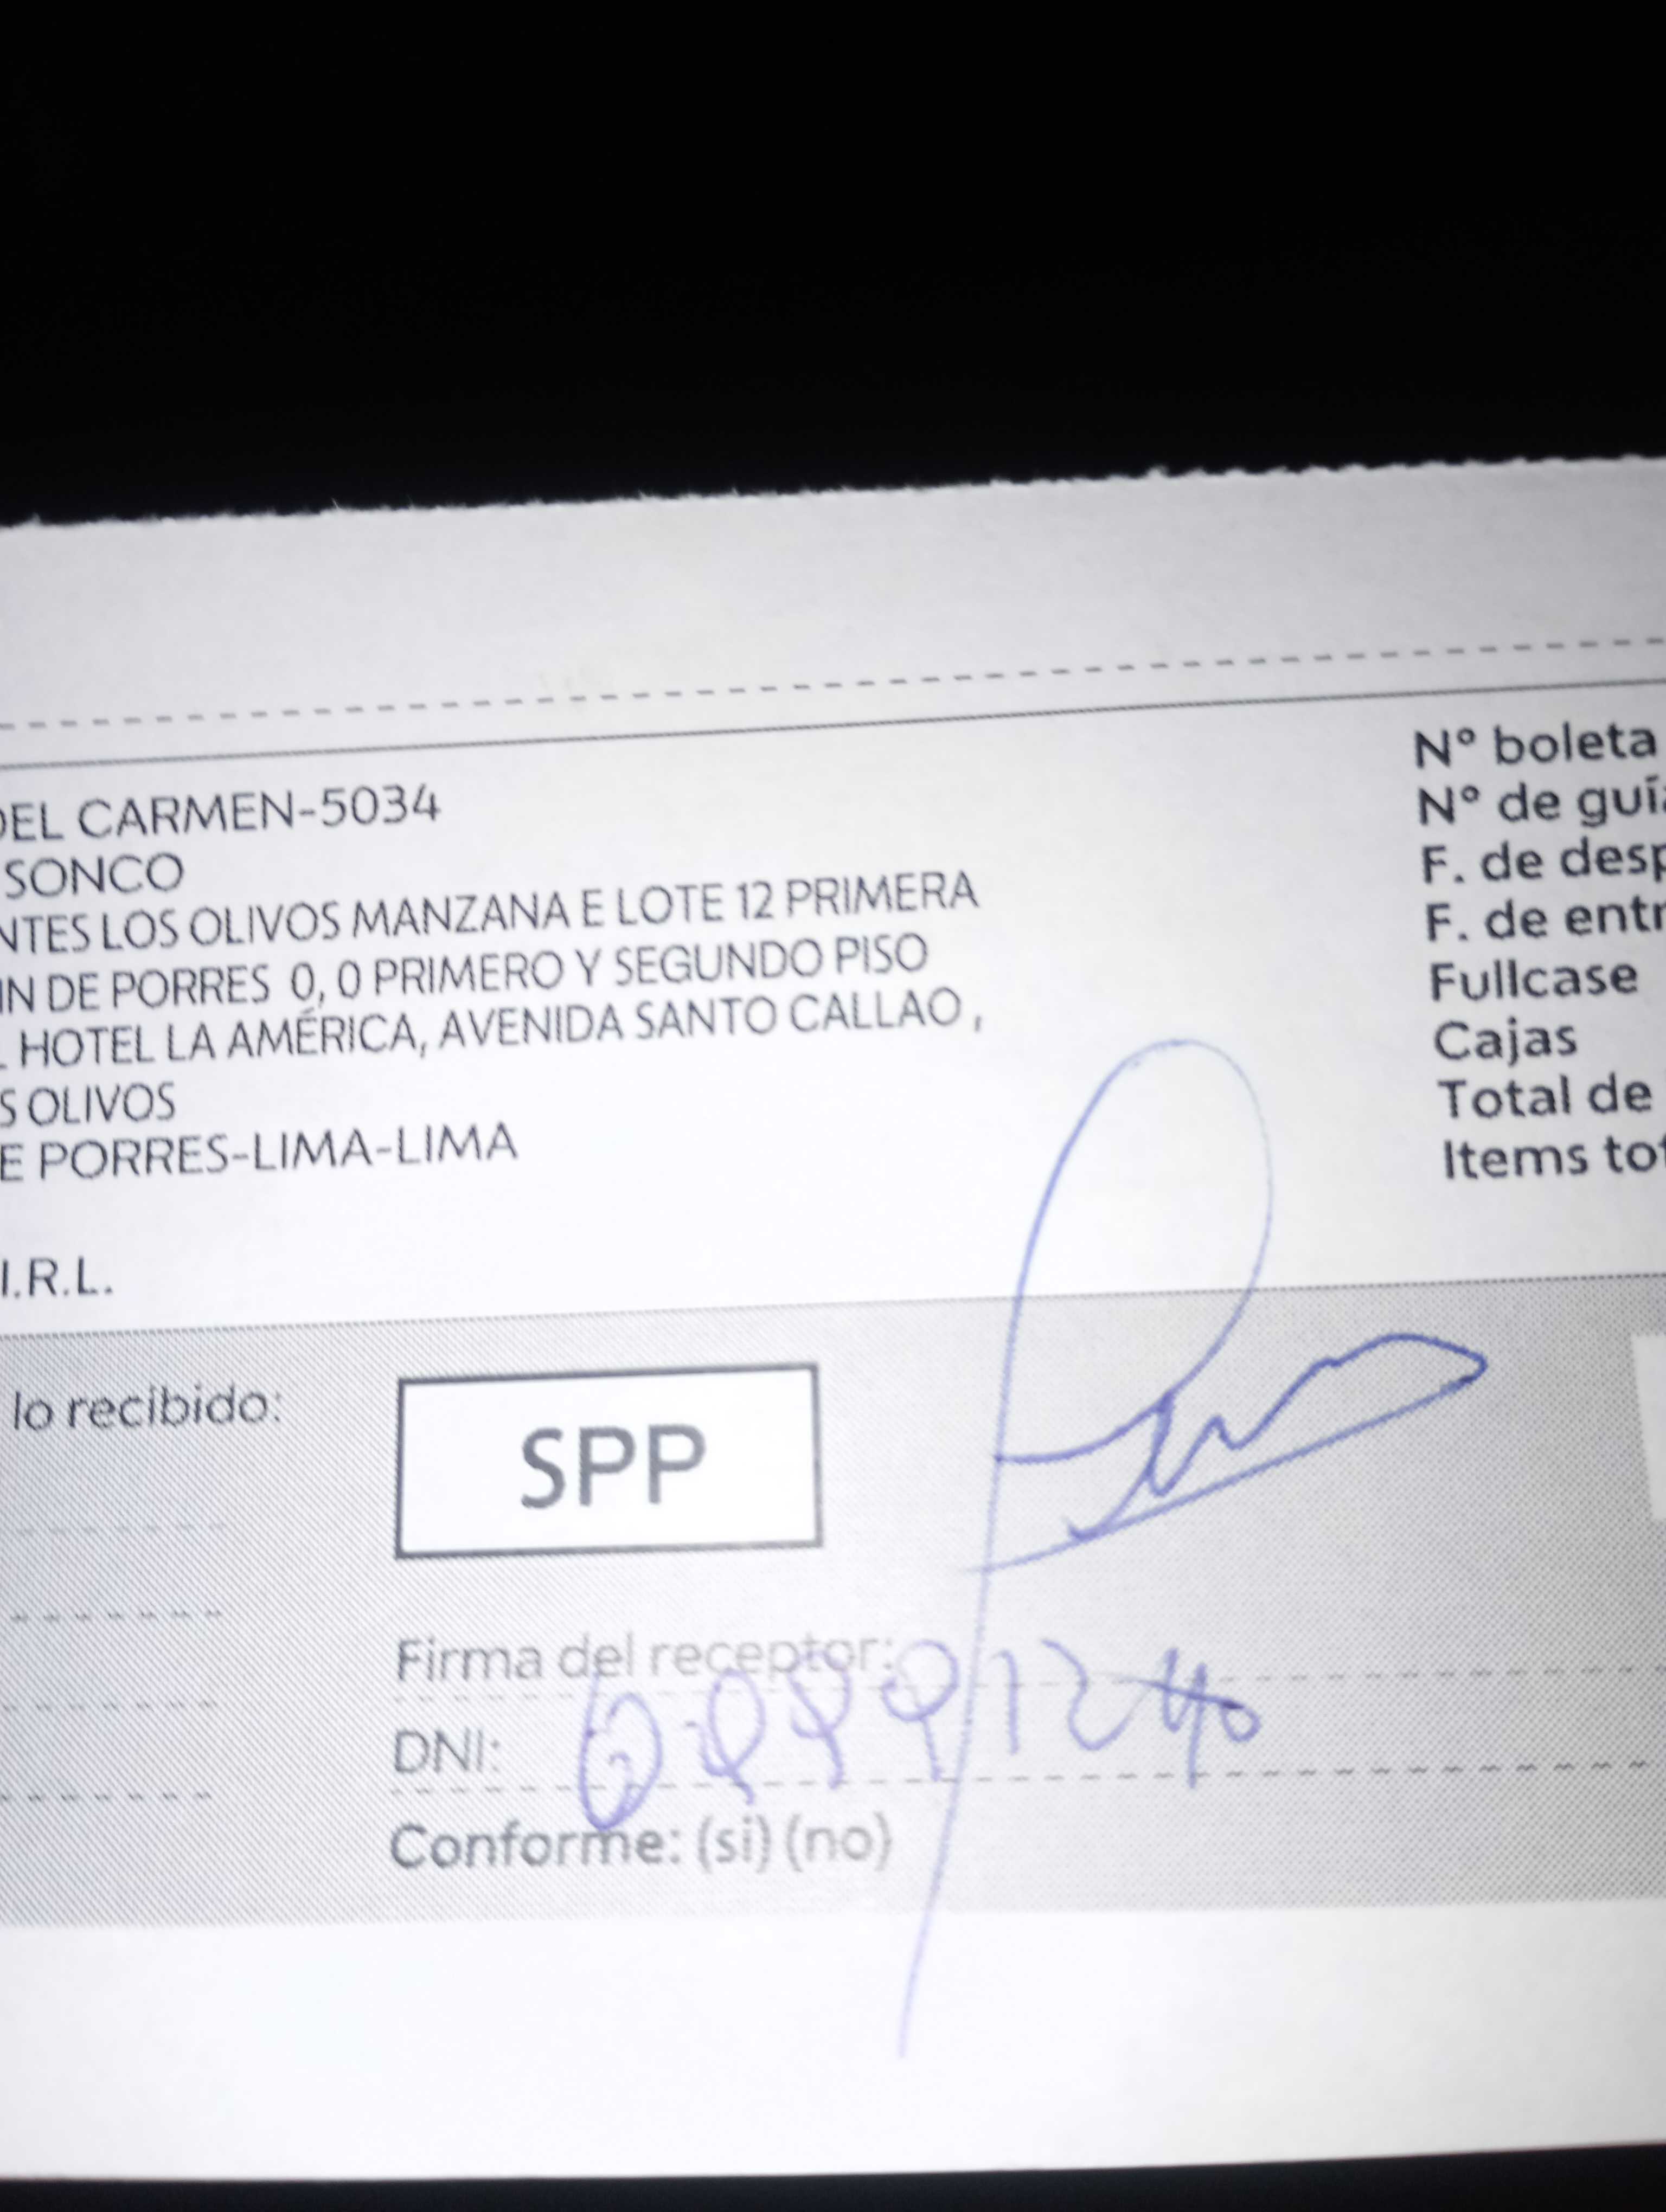 DEL CARMEN-5034
SONCO
NTES LOS OLIVOS MANZANA E LOTE 12 PRIMERA
IN DE PORRES 0, 0 PRIMERO Y SEGUNDO PISO
L HOTEL LA AMÉRICA, AVENIDA SANTO CALLAO ,
S OLIVOS
E PORRES-LIMA-LIMA
I.R.L.
N° boleta
N° de guía
F. de desp
F. de entr
Fullcase
Cajas
Total de
Items tot
lo recibido:
SPP
Firma del receptor:
DNI:
Conforme: (si) (no)